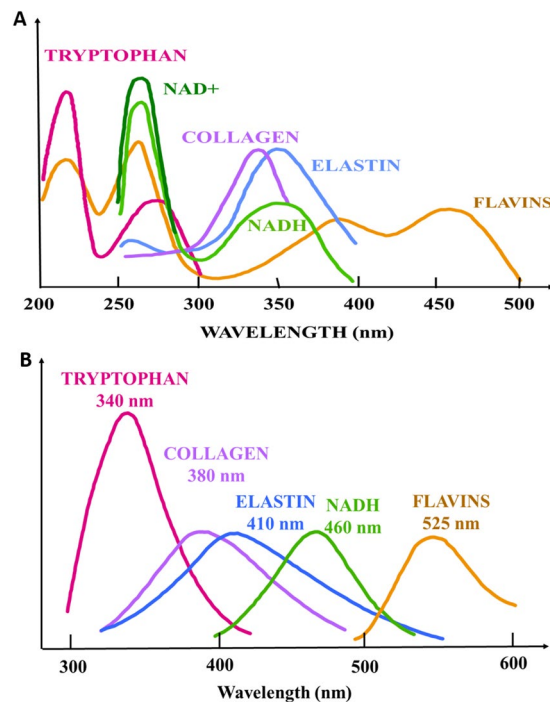 A
TRYPTOPHAN
NAD+
COLLAGEN
ELASTIN
NADH
FLAVINS
200 250 300 350 400 450 500
WAVELENGTH (nm)
B
TRYPTOPHAN
340 nm
COLLAGEN
380 nm
ELASTIN
410 nm
NADH
460 nm
FLAVINS
525 nm
300 400 500 600
Wavelength (nm)